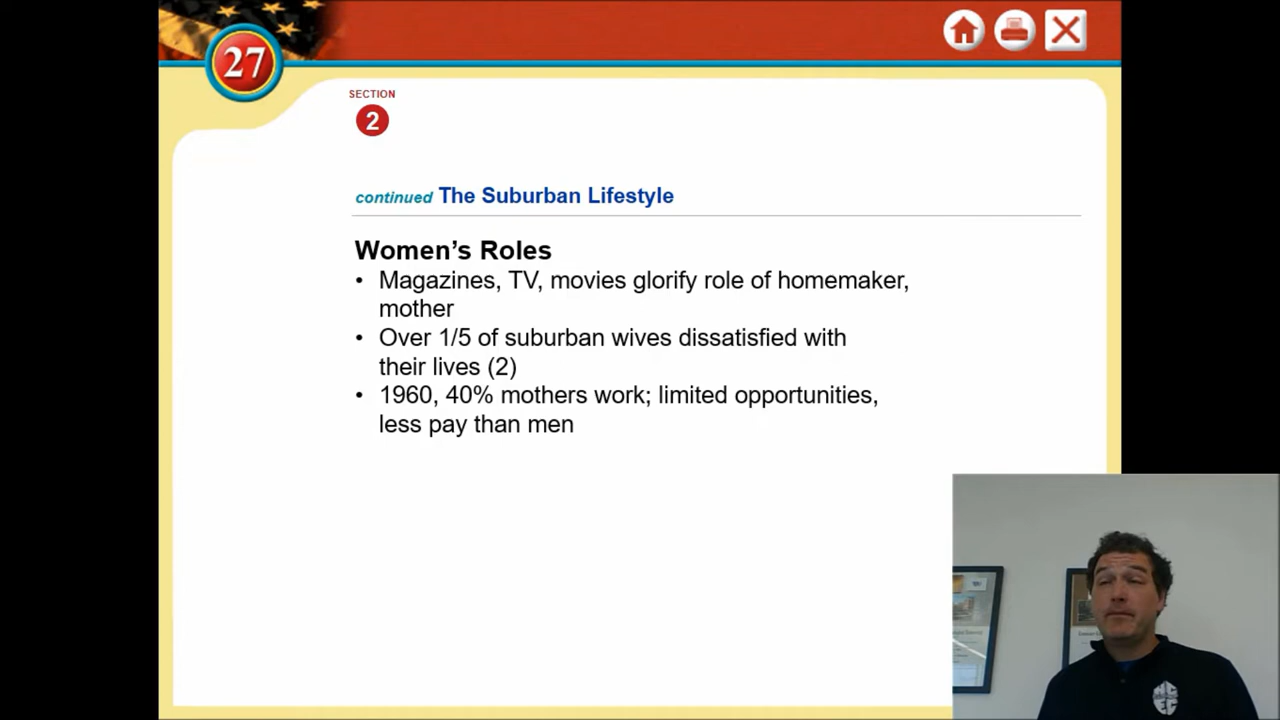 27
SECTION
2
continued The Suburban Lifestyle
Women's Roles
• Magazines, TV, movies glorify role of homemaker,
mother
• Over 1/5 of suburban wives dissatisfied with
their lives (2)
• 1960, 40% mothers work; limited opportunities,
less pay than men